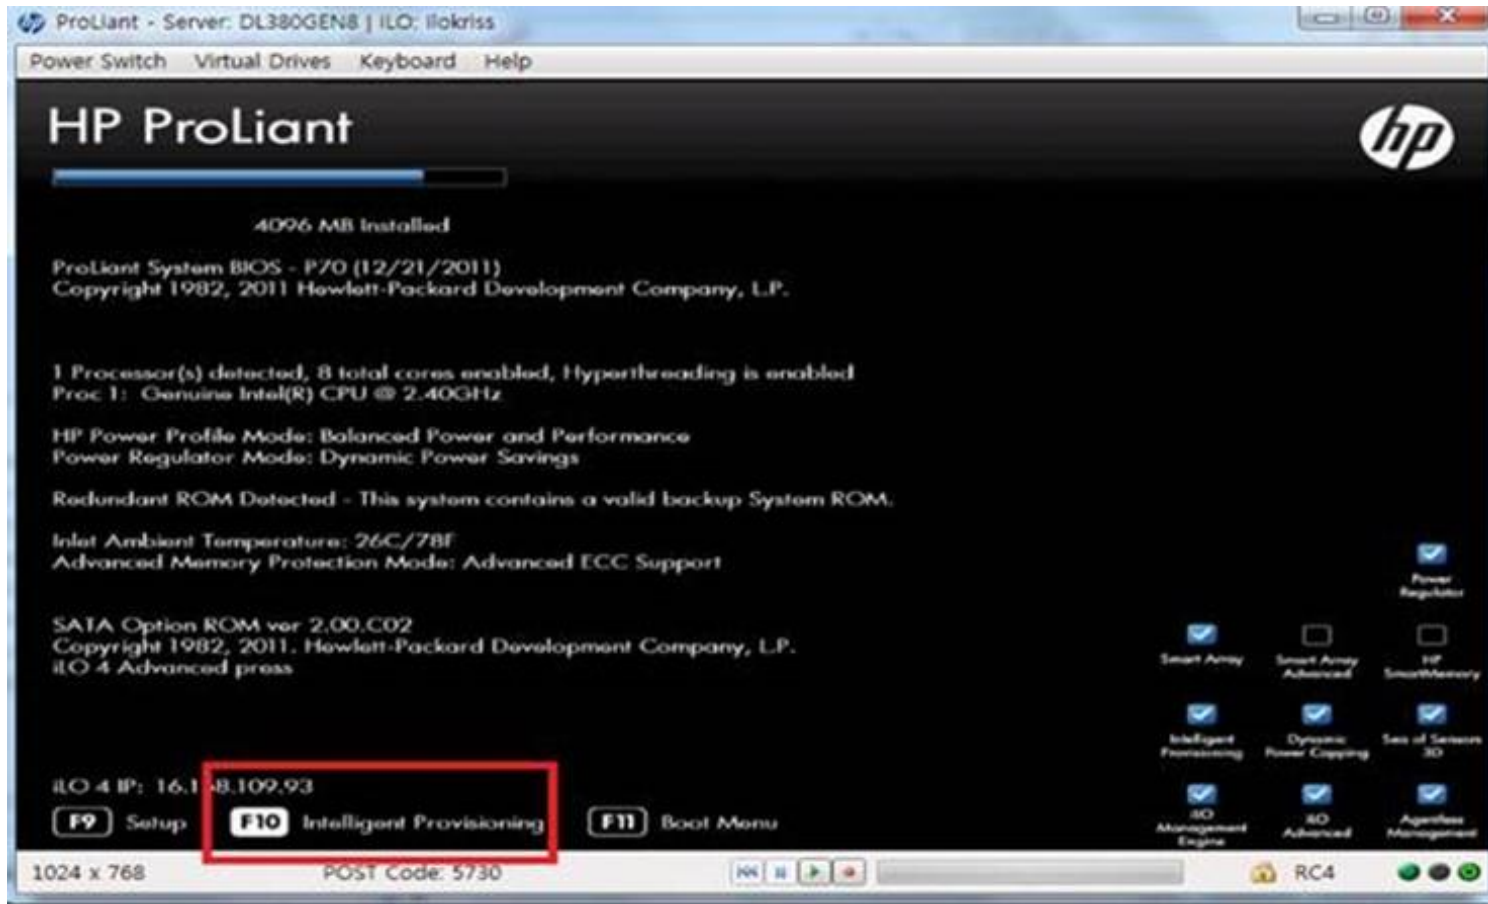 ProLiant - Server: DL380GEN8 | iLO: ilokriss
Power Switch Virtual Drives Keyboard Help
HP ProLiant
hp
4096 MB Installed
ProLiant System BIOS - P70 (12/21/2011)
Copyright 1982, 2011 Hewlett-Packard Development Company, L.P.
1 Processor(s) detected, 8 total cores enabled, Hyperthreading is enabled
Proc 1: Genuine Intel(R) CPU @ 2.40GHz
HP Power Profile Mode: Balanced Power and Performance
Power Regulator Mode: Dynamic Power Savings
Redundant ROM Detected - This system contains a valid backup System ROM.
Inlet Ambient Temperature: 26C/78F
Advanced Memory Protection Mode: Advanced ECC Support
SATA Option ROM ver 2.00.C02
Copyright 1982, 2011. Hewlett-Packard Development Company, L.P.
iLO 4 Advanced press
Power
Regulator
Smart Array
Smart Array
Advanced
HP
SmartMemory
Intelligent
Provisioning
Dynamic
Power Capping
Sea of Sensors
3D
iLO
Management
Engine
iLO
Advanced
Agentless
Management
iLO 4 IP: 16.1 8.109.93
F9 Setup F10 Intelligent Provisioning F11 Boot Menu
1024 x 768 POST Code: 5730 RC4